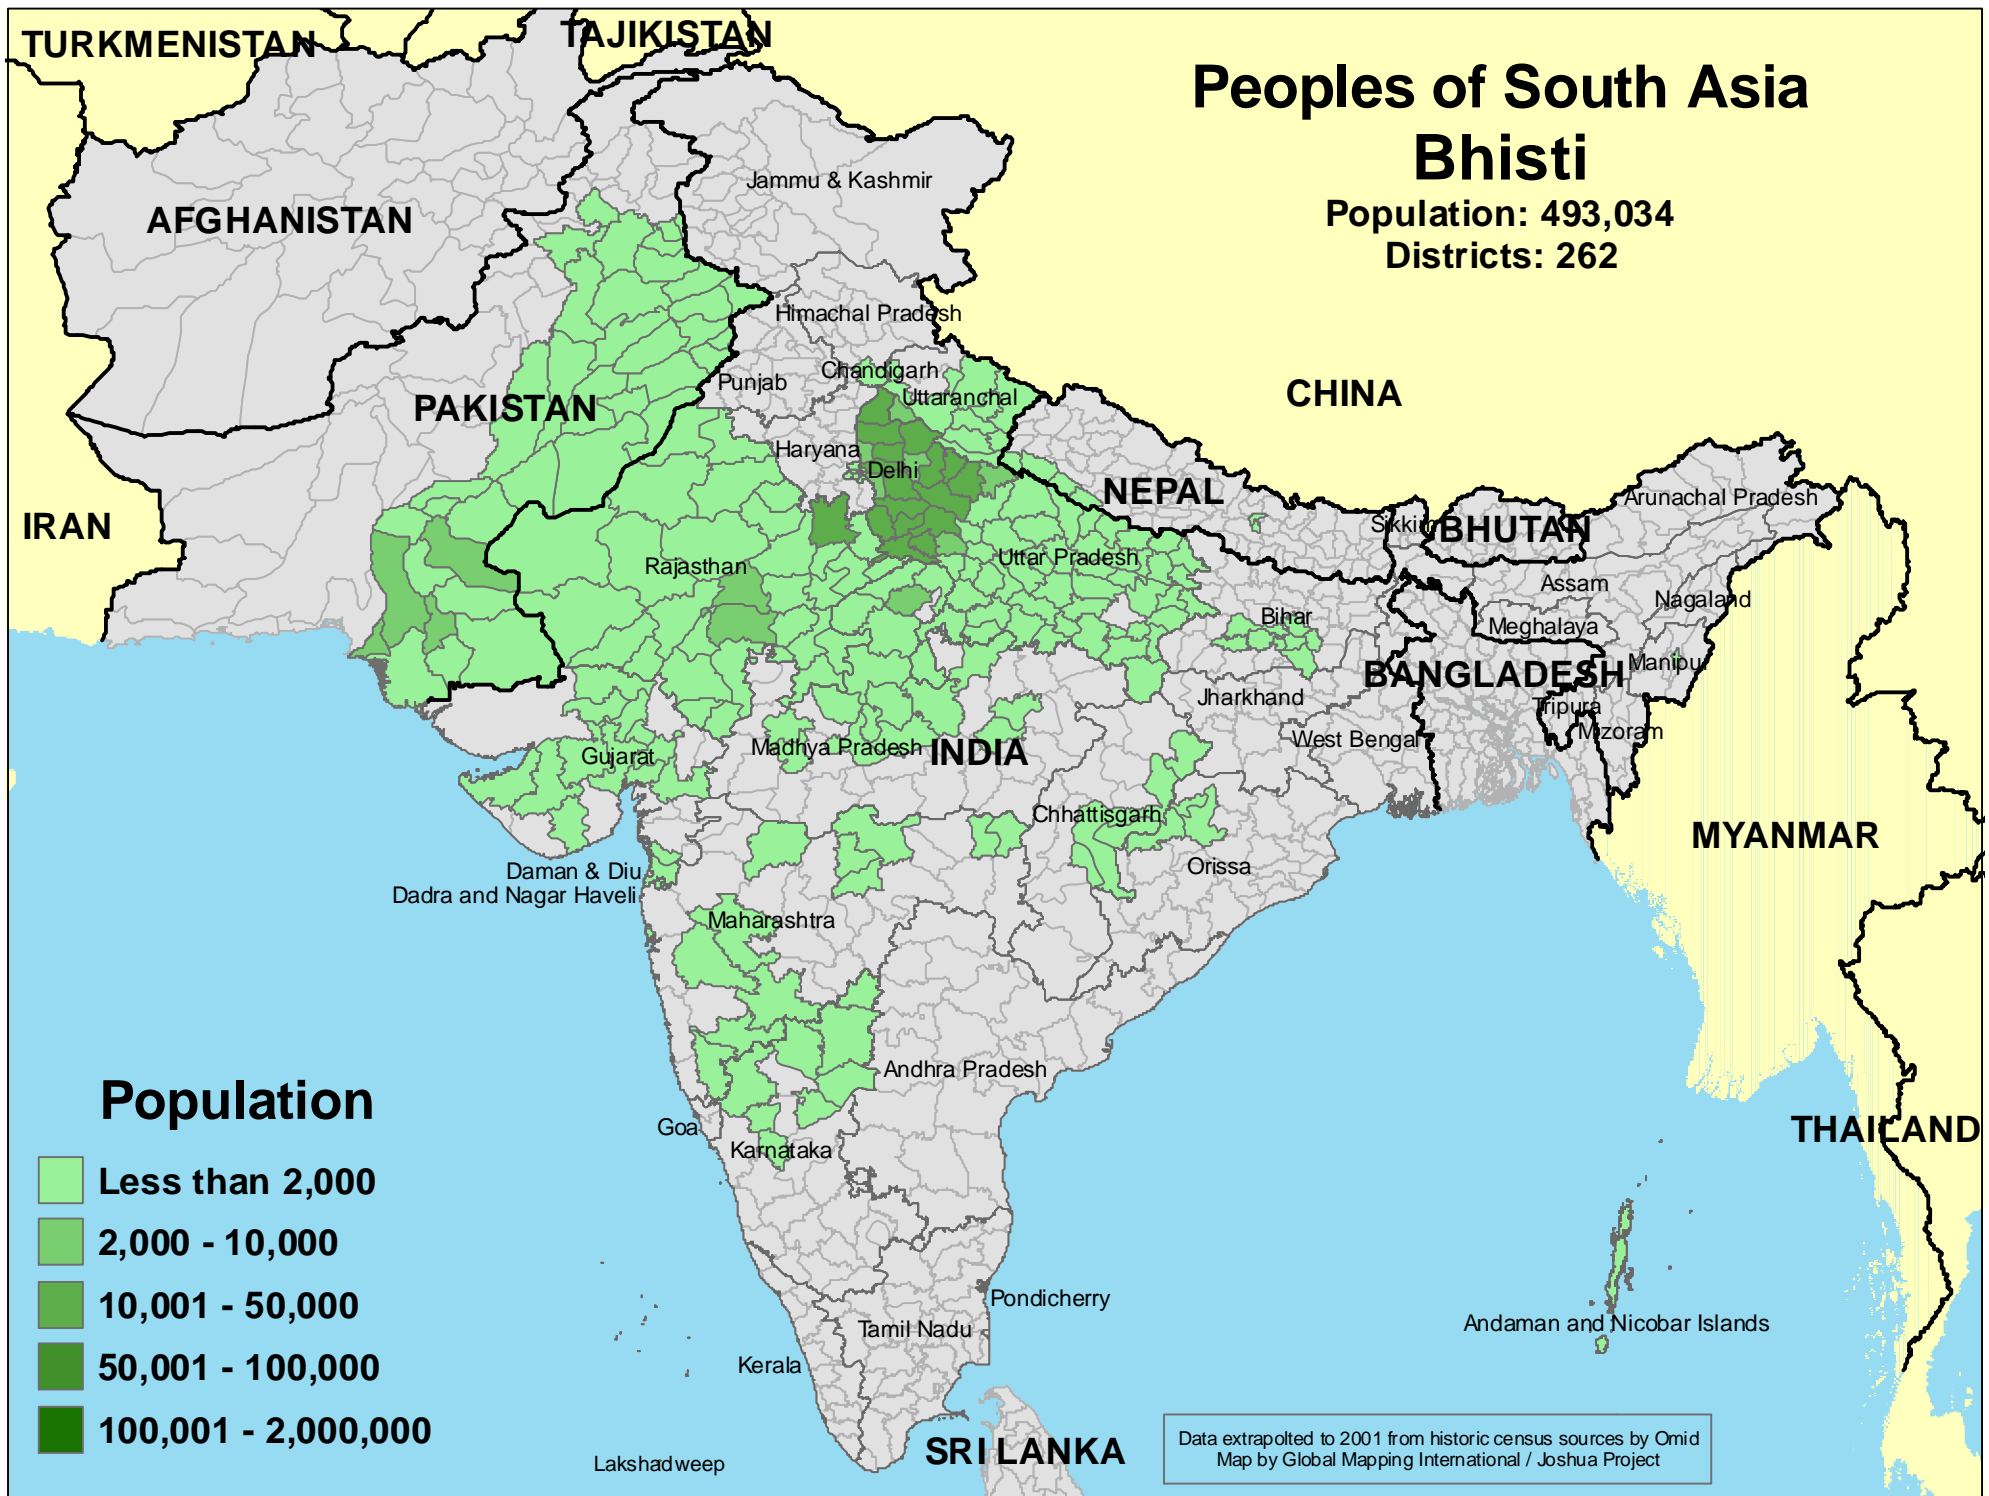 TURKMENISTAN
TAJIKISTAN
Peoples of South Asia
Bhisti
Population: 493,034
Districts: 262
Jammu & Kashmir
AFGHANISTAN
Himachal Pradesh
Chandigarh
Punjab
Uttaranchal
PAKISTAN
CHINA
Haryana
Delhi
NEPAL
Arunachal Pradesh
IRAN
Sikkim
BHUTAN
Rajasthan
Uttar Pradesh
Assam
Nagaland
Bihar
Meghalaya
BANGLADESH
Manipu
Jharkhand
Tripura
Mizoram
West Bengal
Gujarat
Madhya Pradesh
INDIA
Chhattisgarh
MYANMAR
Orissa
Daman & Diu
Dadra and Nagar Haveli
Maharashtra
Andhra Pradesh
Goa
Karnataka
THAILAND
Population
Less than 2,000
2,000 - 10,000
10,001 - 50,000
50,001 - 100,000
100,001 - 2,000,000
Pondicherry
Andaman and Nicobar Islands
Tamil Nadu
Kerala
Lakshadweep
SRI LANKA
Data extrapolted to 2001 from historic census sources by Omid
Map by Global Mapping International / Joshua Project